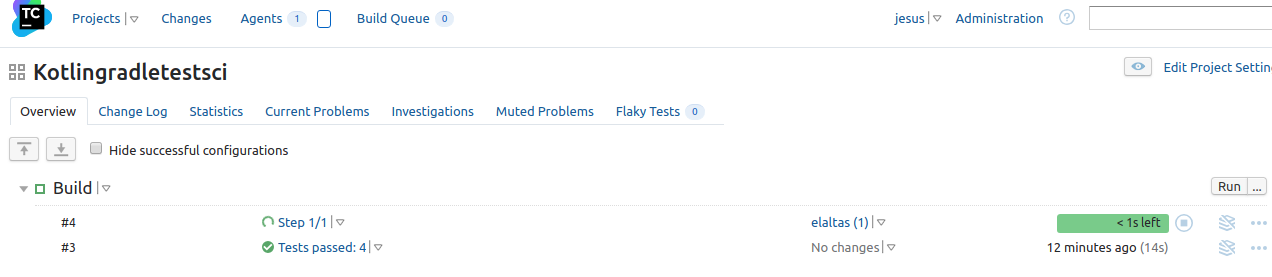 TC
Projects Changes Agents 1 Build Queue 0 jesus Administration ?
Kotlingradletestsci Edit Project Settin
Overview Change Log Statistics Current Problems Investigations Muted Problems Flaky Tests 0
Hide successful configurations
Build Run ...
#4 Step 1/1 elaltas (1) < 1s left
#3 Tests passed: 4 No changes 12 minutes ago (14s)